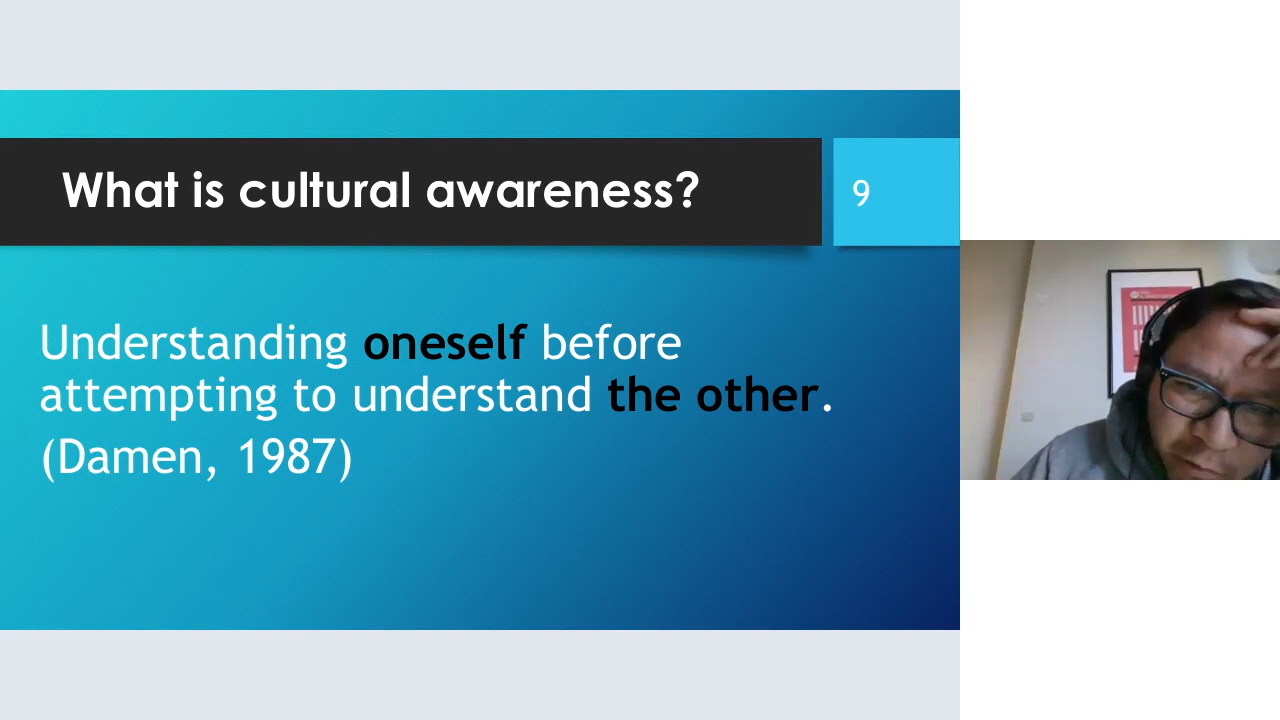 What is cultural awareness?
9
Understanding oneself before
attempting to understand the other.
(Damen, 1987)